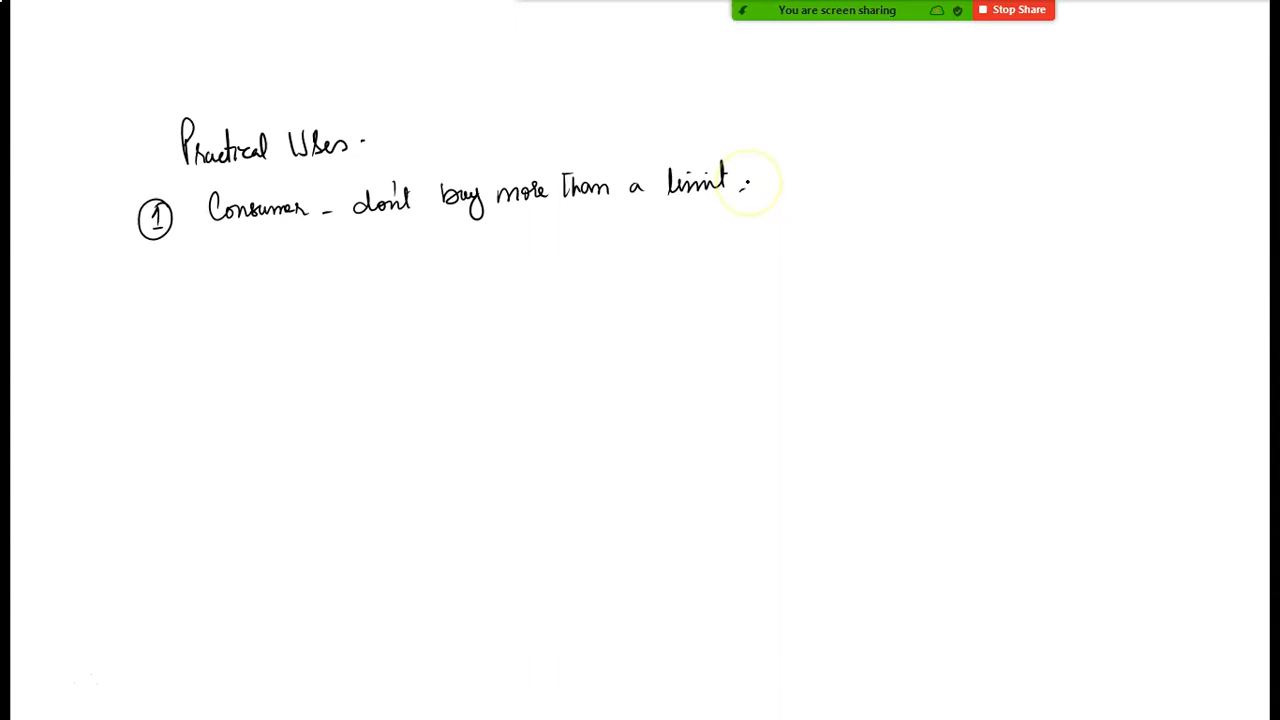 You are screen sharing Stop Share
Practical Uses.
① Consumer - don't buy more than a limit.